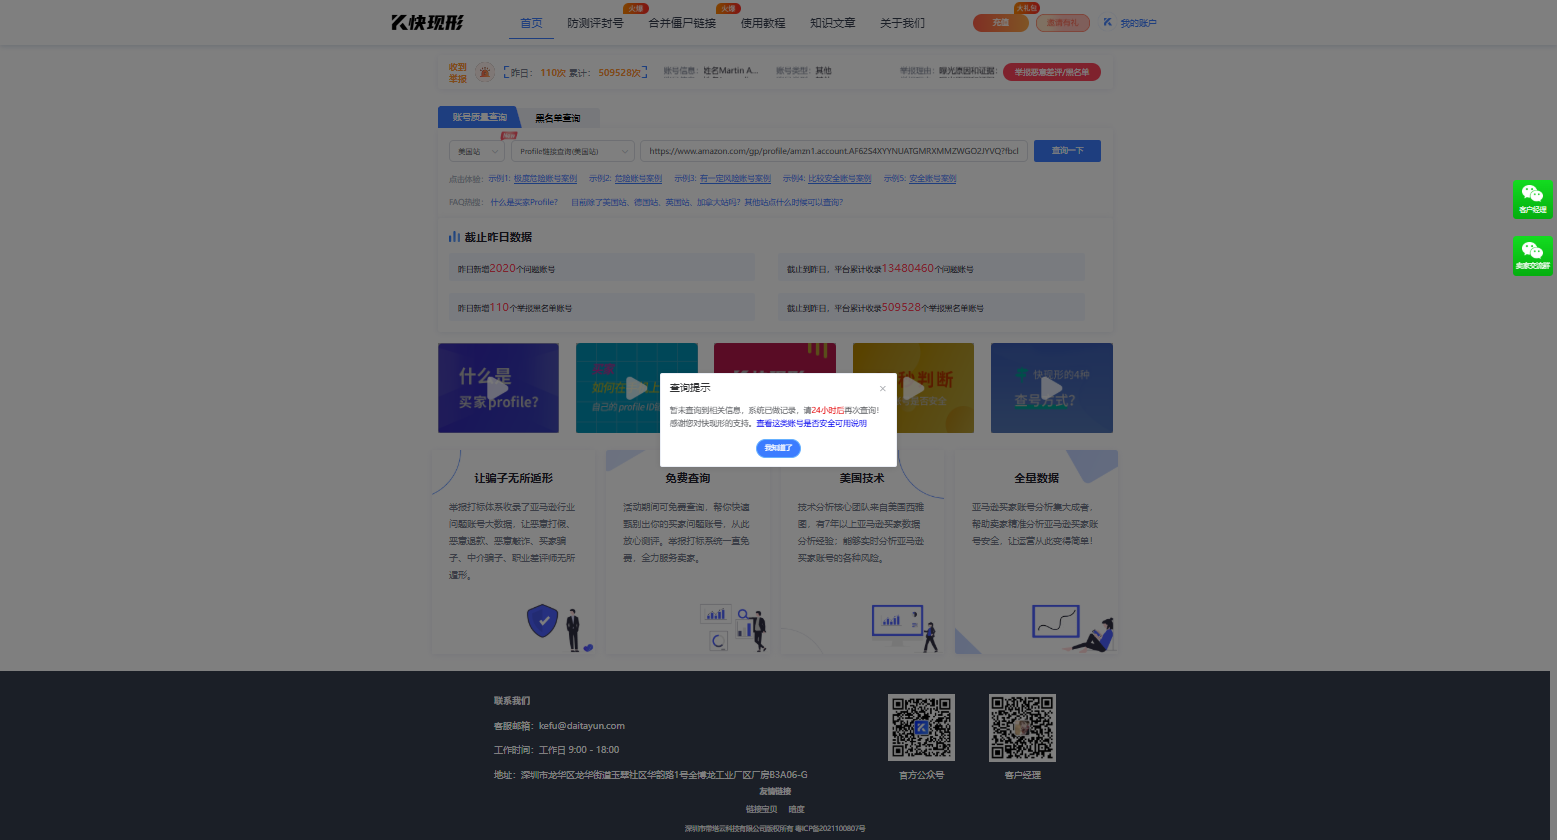 快现形
首页
防测评封号
火爆
合并僵尸链接
火爆
使用教程
知识文章
关于我们
充值
大礼包
邀请有礼
我的账户
收到
举报
昨日： 110次 累计： 509528次
账号信息： 姓名Martin A...
账号类型： 其他
举报理由： 曝光原因和证据：
举报恶意差评/黑名单
账号质量查询
黑名单查询
美国站
Profile链接查询(美国站)
https://www.amazon.com/gp/profile/amzn1.account.AF62S4XYYNUATGMRXMMZWGO2JYVQ?fbcl
查询一下
点击体验： 示例1: 极度危险账号案例 示例2: 危险账号案例 示例3: 有一定风险账号案例 示例4: 比较安全账号案例 示例5: 安全账号案例
FAQ热搜： 什么是买家Profile? 目前除了美国站、德国站、英国站、加拿大站吗？其他站点什么时候可以查询?
截止昨日数据
昨日新增2020个问题账号
截止到昨日，平台累计收录13480460个问题账号
昨日新增110个举报黑名单账号
截止到昨日，平台累计收录509528个举报黑名单账号
什么是
买家profile?
如何在
上
自己的 profile ID
快现形
秒判断
是否安全
快现形的4种
查号方式?
查询提示
×
暂未查询到相关信息，系统已做记录，请24小时后再次查询!
感谢您对快现形的支持。查看这类账号是否安全可用说明
我知道了
让骗子无所遁形
举报打标体系收录了亚马逊行业
问题账号大数据，让恶意打假、
恶意退款、恶意敲诈、买家骗
子、中介骗子、职业差评师无所
遁形。
免费查询
活动期间可免费查询，帮你快速
甄别出你的买家问题账号，从此
放心测评。举报打标系统一直免
费，全力服务卖家。
美国技术
技术分析核心团队来自美国西雅
图，有7年以上亚马逊买家数据
分析经验；能够实时分析亚马逊
买家账号的各种风险。
全量数据
亚马逊买家账号分析集大成者，
帮助卖家精准分析亚马逊买家账
号安全，让运营从此变得简单!
客户经理
卖家交流群
联系我们
客服邮箱：kefu@daitayun.com
工作时间：工作日 9:00 - 18:00
地址：深圳市龙华区龙华街道玉翠社区华韵路1号全博龙工业厂区厂房B3A06-G
官方公众号
客户经理
友情链接
链接宝贝 暗度
深圳市带塔云科技有限公司版权所有 粤ICP备2021100807号